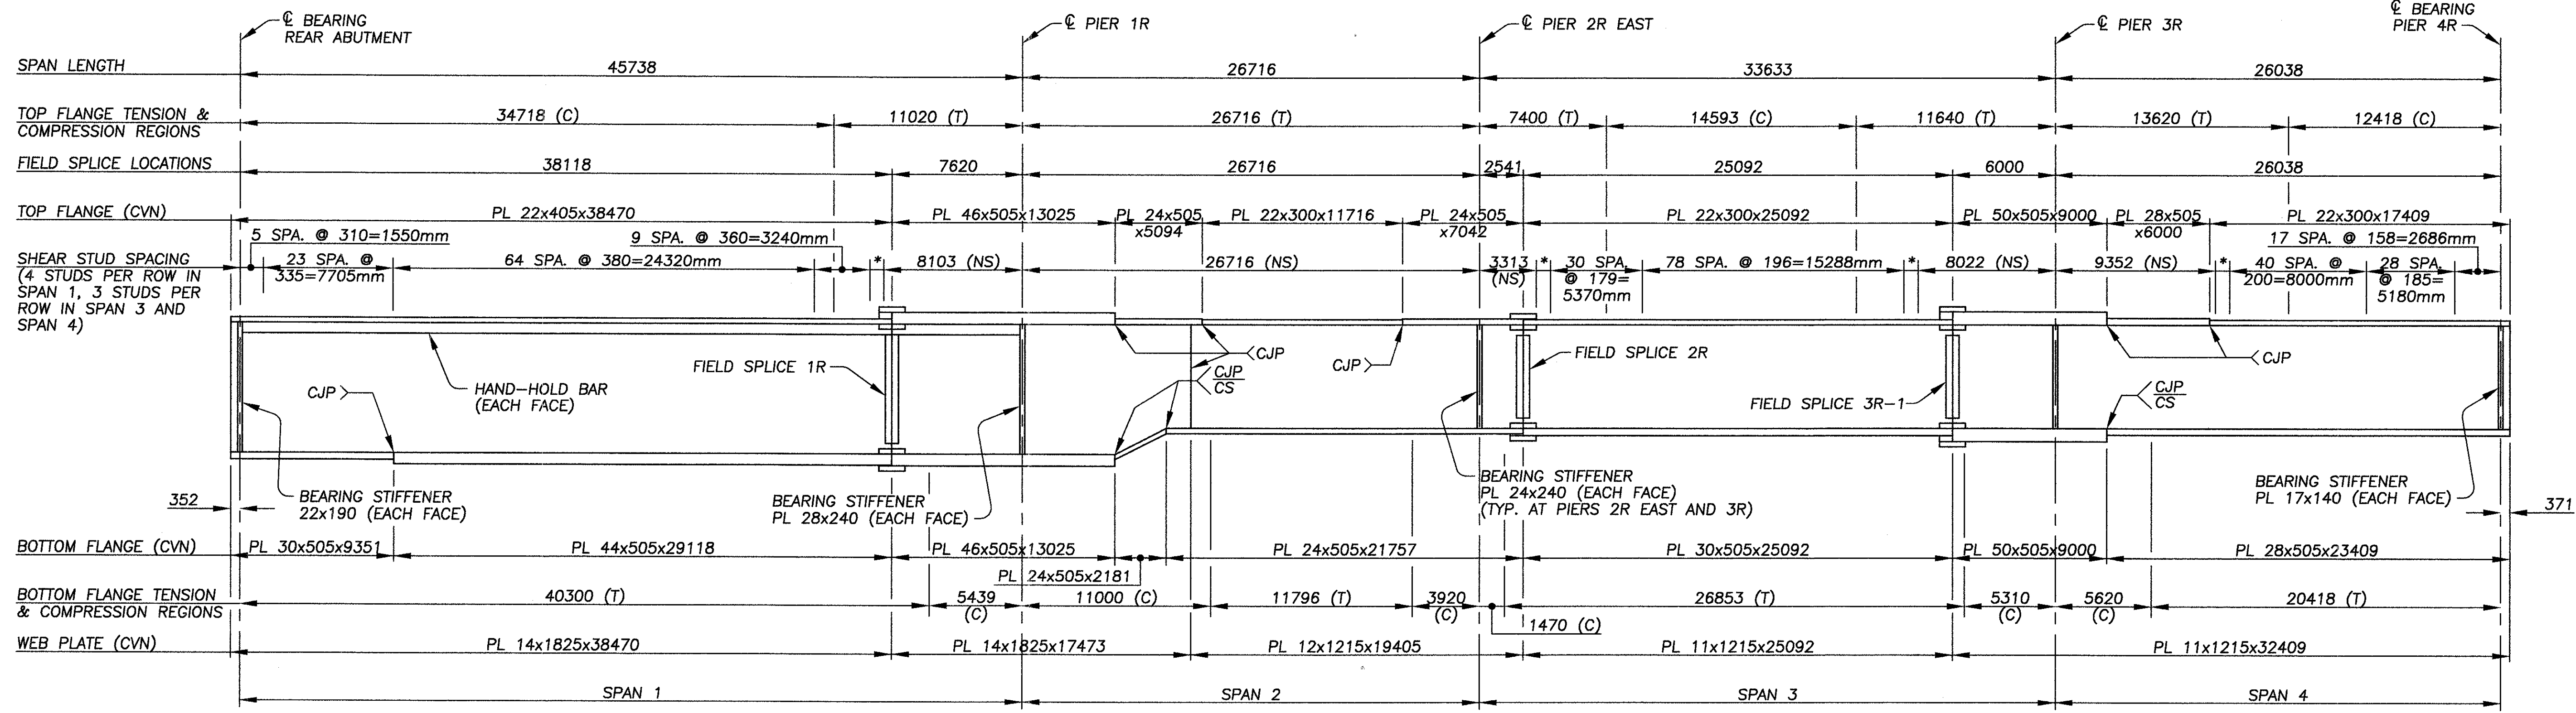 ℄ BEARING
REAR ABUTMENT
℄ PIER 1R
℄ PIER 2R EAST
℄ PIER 3R
℄ BEARING
PIER 4R
SPAN LENGTH
45738
26716
33633
26038
TOP FLANGE TENSION &
COMPRESSION REGIONS
34718 (C)
11020 (T)
26716 (T)
7400 (T)
14593 (C)
11640 (T)
13620 (T)
12418 (C)
FIELD SPLICE LOCATIONS
38118
7620
26716
2541
25092
6000
26038
TOP FLANGE (CVN)
PL 22x405x38470
PL 46x505x13025
PL 24x505
x5094
PL 22x300x11716
PL 24x505
x7042
PL 22x300x25092
PL 50x505x9000
PL 28x505
x6000
PL 22x300x17409
SHEAR STUD SPACING
(4 STUDS PER ROW IN
SPAN 1, 3 STUDS PER
ROW IN SPAN 3 AND
SPAN 4)
5 SPA. @ 310=1550mm
23 SPA. @
335=7705mm
64 SPA. @ 380=24320mm
9 SPA. @ 360=3240mm
*
8103 (NS)
26716 (NS)
3313
(NS)
*
30 SPA.
@ 179=
5370mm
78 SPA. @ 196=15288mm
*
8022 (NS)
9352 (NS)
*
40 SPA. @
200=8000mm
28 SPA.
@ 185=
5180mm
17 SPA. @ 158=2686mm
CJP
HAND-HOLD BAR
(EACH FACE)
FIELD SPLICE 1R
CJP
CS
CJP
CJP
FIELD SPLICE 2R
FIELD SPLICE 3R-1
CJP
CJP
CS
352
BEARING STIFFENER
22x190 (EACH FACE)
BEARING STIFFENER
PL 28x240 (EACH FACE)
BEARING STIFFENER
PL 24x240 (EACH FACE)
(TYP. AT PIERS 2R EAST AND 3R)
BEARING STIFFENER
PL 17x140 (EACH FACE)
371
BOTTOM FLANGE (CVN)
PL 30x505x9351
PL 44x505x29118
PL 46x505x13025
PL 24x505x2181
PL 24x505x21757
PL 30x505x25092
PL 50x505x9000
PL 28x505x23409
BOTTOM FLANGE TENSION
& COMPRESSION REGIONS
40300 (T)
5439
(C)
11000 (C)
11796 (T)
3920
(C)
1470 (C)
26853 (T)
5310
(C)
5620
(C)
20418 (T)
WEB PLATE (CVN)
PL 14x1825x38470
PL 14x1825x17473
PL 12x1215x19405
PL 11x1215x25092
PL 11x1215x32409
SPAN 1
SPAN 2
SPAN 3
SPAN 4